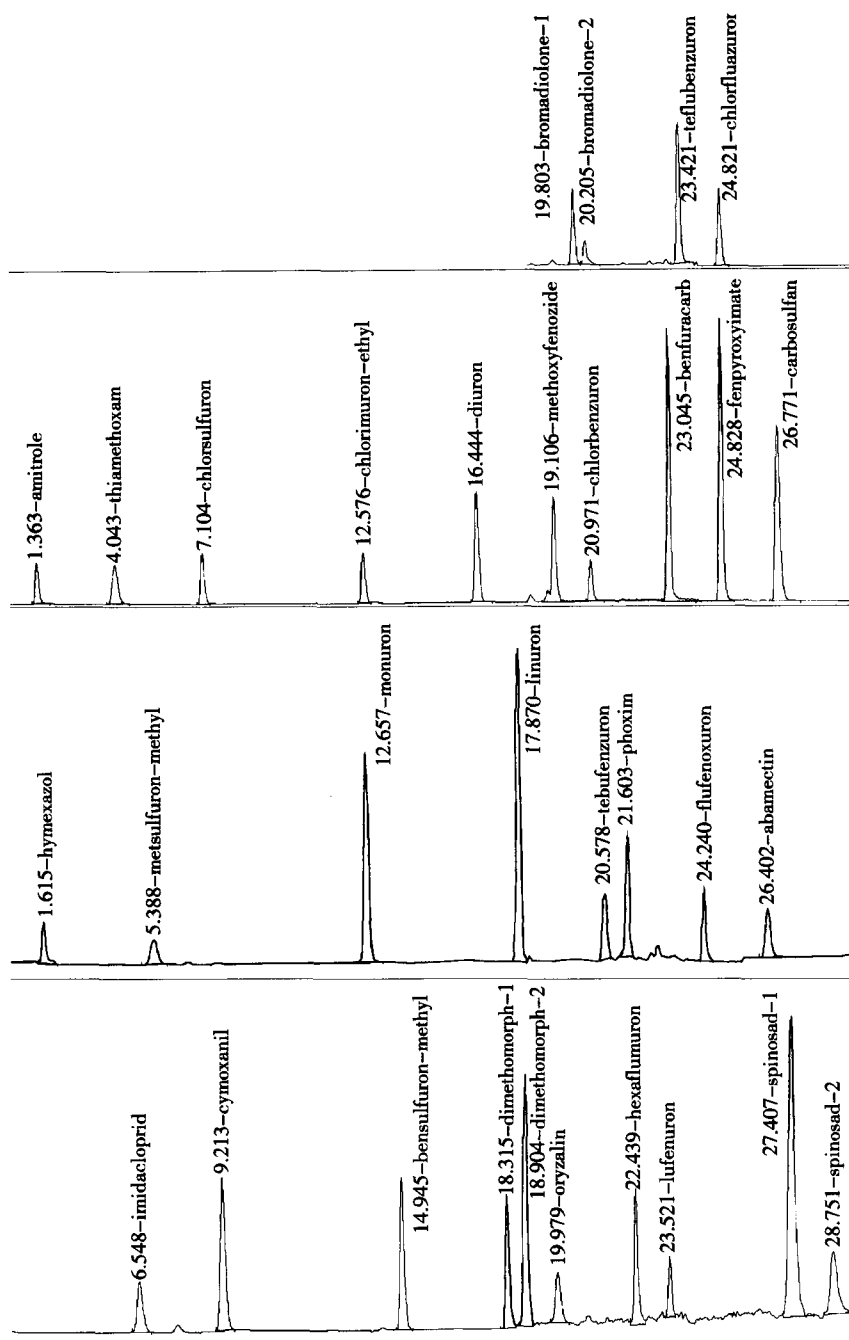 19.803-bromadiolone-1
20.205-bromadiolone-2
23.421-teflubenzuron
24.821-chlorfluazuror
1.363-amitrole
4.043-thiamethoxam
7.104-chlorsulfuron
12.576-chlorimuron-ethyl
16.444-diuron
19.106-methoxyfenozide
20.971-chlorbenzuron
23.045-benfuracarb
24.828-fenpyroxyimate
26.771-carbosulfan
1.615-hymexazol
5.388-metsulfuron-methyl
12.657-monuron
17.870-linuron
20.578-tebufenzuron
21.603-phoxim
24.240-flufenoxuron
26.402-abamectin
6.548-imidacloprid
9.213-cymoxanil
14.945-bensulfuron-methyl
18.315-dimethomorph-1
18.904-dimethomorph-2
19.979-oryzalin
22.439-hexaflumuron
23.521-lufenuron
27.407-spinosad-1
28.751-spinosad-2